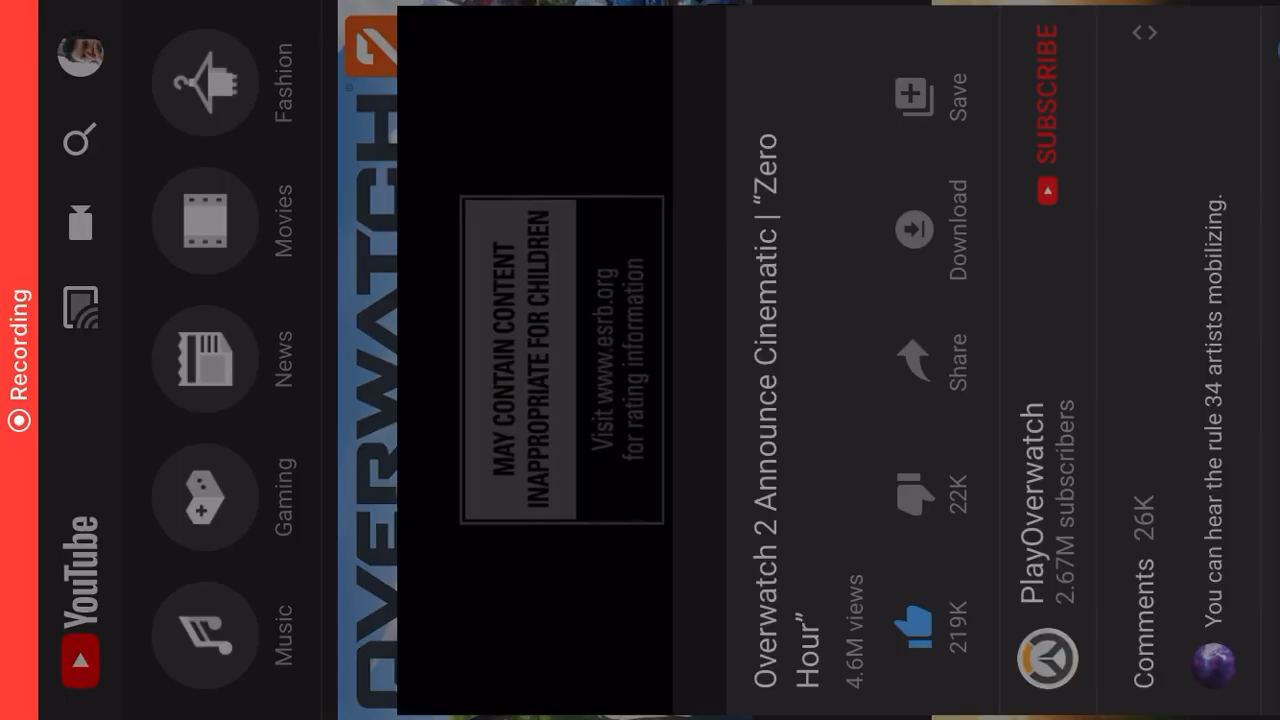 Recording
YouTube
Music
Gaming
News
Movies
Fashion
OVERWATCH 2
MAY CONTAIN CONTENT
INAPPROPRIATE FOR CHILDREN
Visit www.esrb.org
for rating information
Overwatch 2 Announce Cinematic | “Zero
Hour”
4.6M views
219K
22K
Share
Download
Save
PlayOverwatch
2.67M subscribers
SUBSCRIBE
Comments 26K
You can hear the rule 34 artists mobilizing.